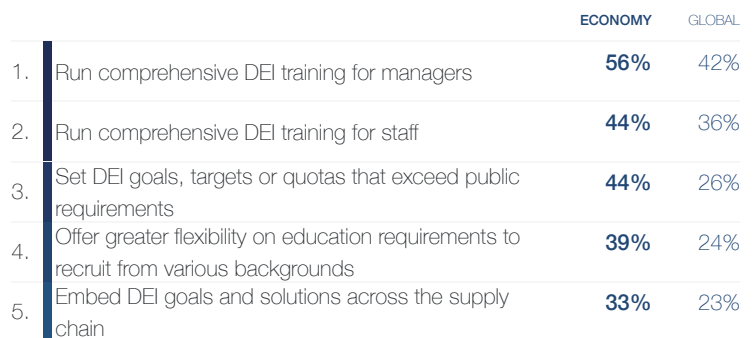 ECONOMY GLOBAL
1. Run comprehensive DEI training for managers 56% 42%
2. Run comprehensive DEI training for staff 44% 36%
3. Set DEI goals, targets or quotas that exceed public requirements 44% 26%
4. Offer greater flexibility on education requirements to recruit from various backgrounds 39% 24%
5. Embed DEI goals and solutions across the supply chain 33% 23%